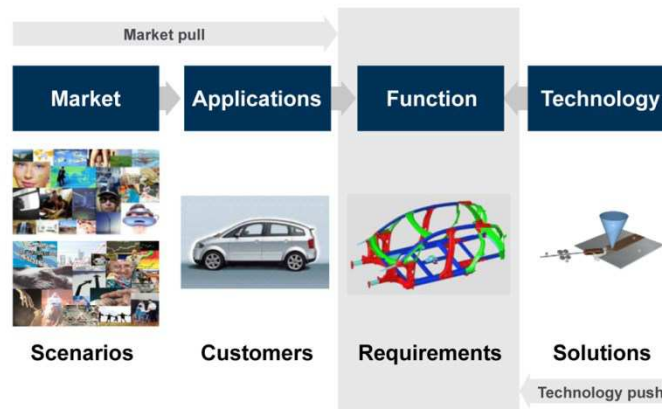 Market pull
Market
Applications
Function
Technology
Scenarios
Customers
Requirements
Solutions
Technology push